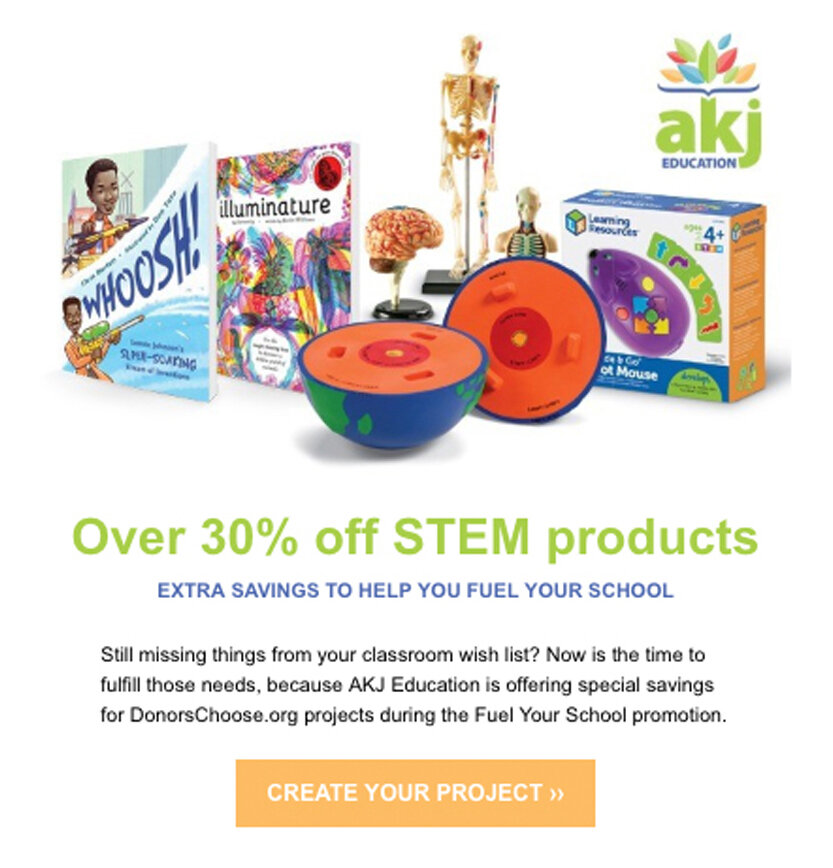 akj
EDUCATION
WHOOSH!
Lonnie Johnson's
SUPER-SOAKING
Stream of Inventions
illuminature
Learning
Resources
4+
STEM
Mouse
Over 30% off STEM products
EXTRA SAVINGS TO HELP YOU FUEL YOUR SCHOOL
Still missing things from your classroom wish list? Now is the time to
fulfill those needs, because AKJ Education is offering special savings
for DonorsChoose.org projects during the Fuel Your School promotion.
CREATE YOUR PROJECT ››